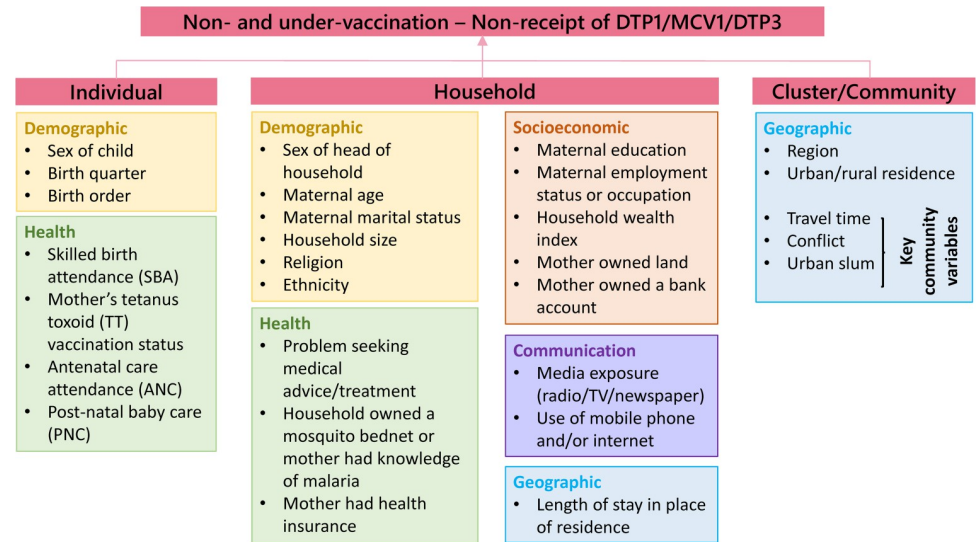 Non- and under-vaccination – Non-receipt of DTP1/MCV1/DTP3
Individual
Demographic
• Sex of child
• Birth quarter
• Birth order
Health
• Skilled birth
attendance (SBA)
• Mother's tetanus
toxoid (TT)
vaccination status
• Antenatal care
attendance (ANC)
• Post-natal baby care
(PNC)
Household
Demographic
• Sex of head of
household
• Maternal age
• Maternal marital status
• Household size
• Religion
• Ethnicity
Health
• Problem seeking
medical
advice/treatment
• Household owned a
mosquito bednet or
mother had knowledge
of malaria
• Mother had health
insurance
Socioeconomic
• Maternal education
• Maternal employment
status or occupation
• Household wealth
index
• Mother owned land
• Mother owned a bank
account
Communication
• Media exposure
(radio/TV/newspaper)
• Use of mobile phone
and/or internet
Geographic
• Length of stay in place
of residence
Cluster/Community
Geographic
• Region
• Urban/rural residence
• Travel time
• Conflict
• Urban slum
Key
community
variables